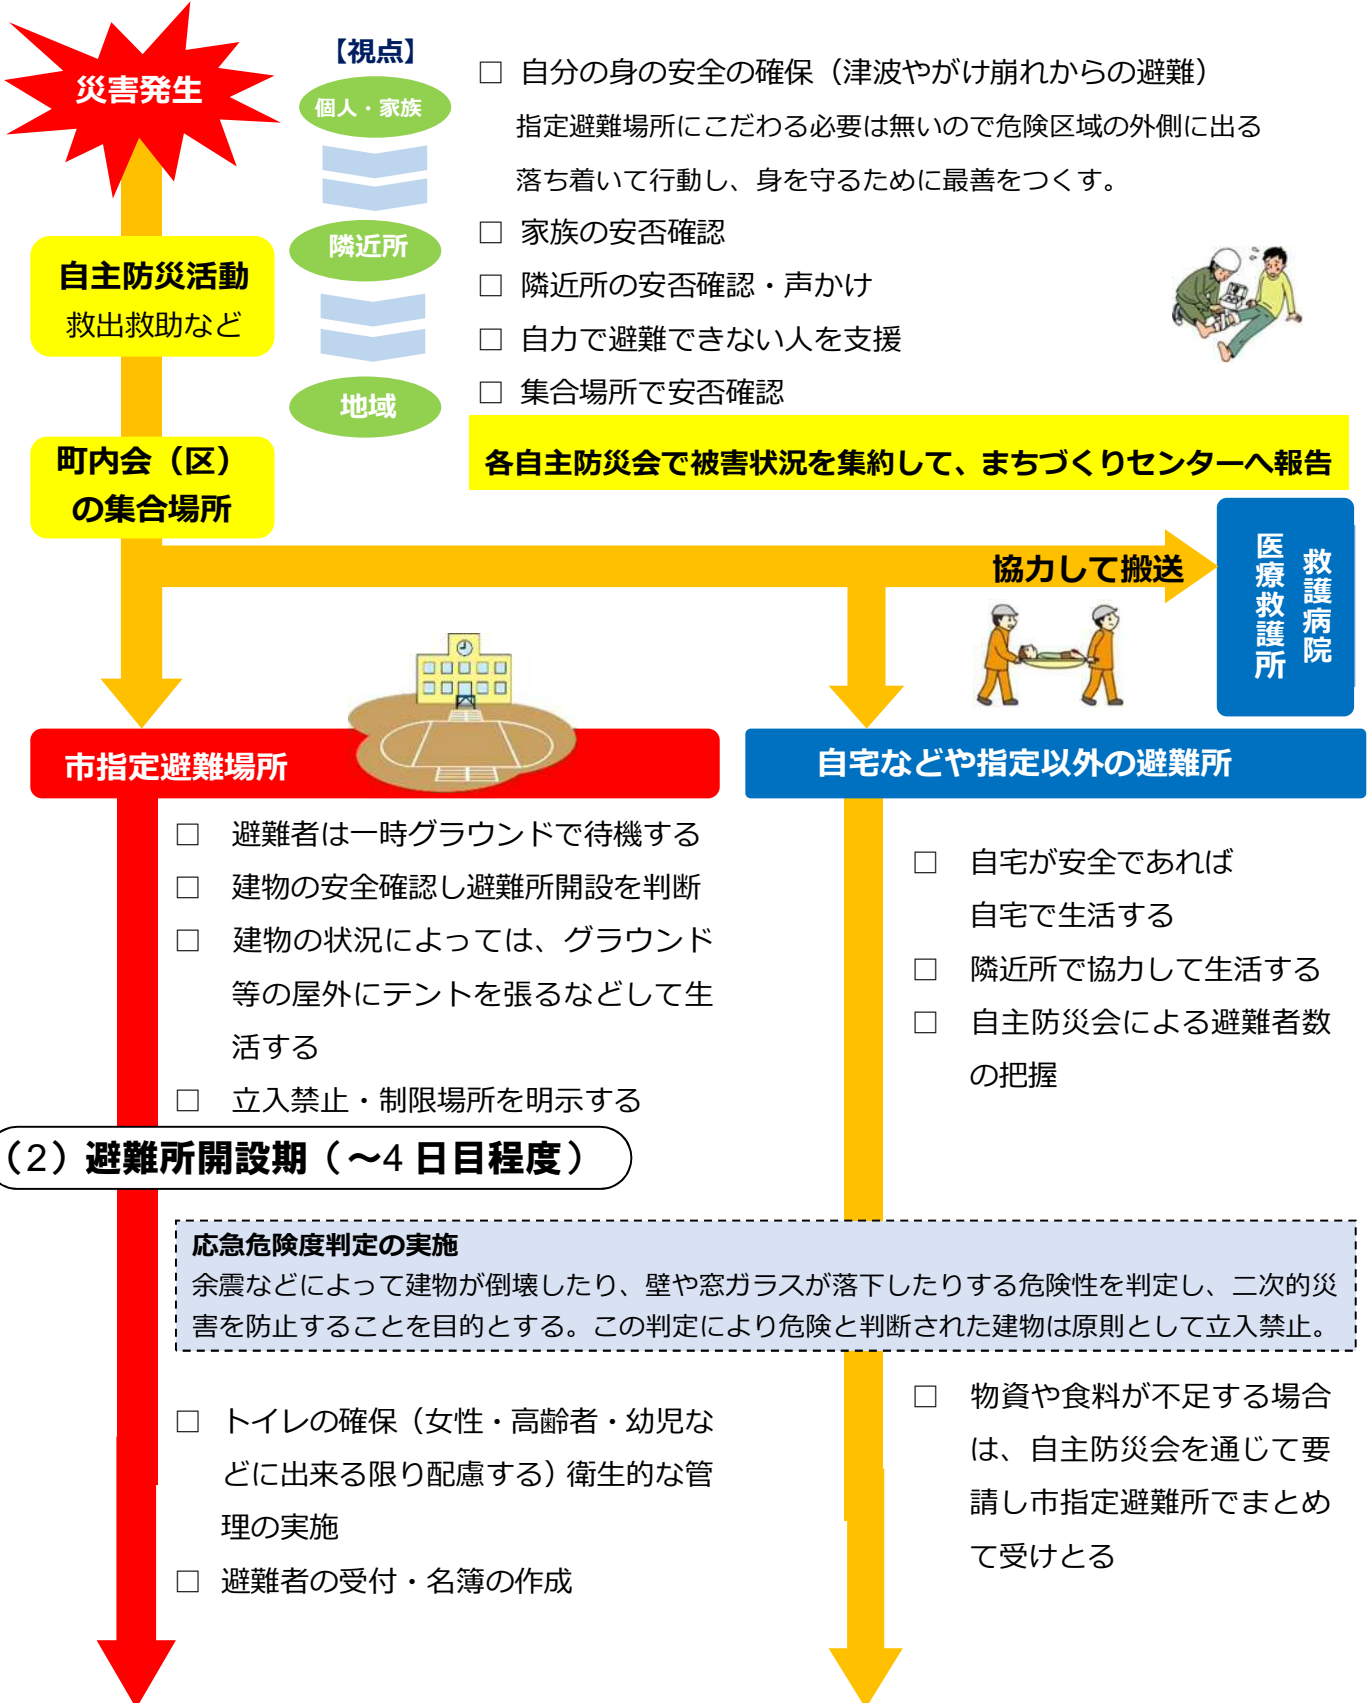 災害発生
【視点】
個人・家族
□ 自分の身の安全の確保（津波やがけ崩れからの避難）
指定避難場所にこだわる必要は無いので危険区域の外側に出る
落ち着いて行動し、身を守るために最善をつくす。
隣近所
□ 家族の安否確認
自主防災活動
救出救助など
□ 隣近所の安否確認・声かけ
□ 自力で避難できない人を支援
地域
□ 集合場所で安否確認
町内会（区）
の集合場所
各自主防災会で被害状況を集約して、まちづくりセンターへ報告
協力して搬送
救護病院
医療救護所
市指定避難場所
□ 避難者は一時グラウンドで待機する
□ 建物の安全確認し避難所開設を判断
□ 建物の状況によっては、グラウンド
等の屋外にテントを張るなどして生
活する
□ 立入禁止・制限場所を明示する
自宅などや指定以外の避難所
□ 自宅が安全であれば
自宅で生活する
□ 隣近所で協力して生活する
□ 自主防災会による避難者数
の把握
（2）避難所開設期（～4 日目程度）
応急危険度判定の実施
余震などによって建物が倒壊したり、壁や窓ガラスが落下したりする危険性を判定し、二次的災
害を防止することを目的とする。この判定により危険と判断された建物は原則として立入禁止。
□ トイレの確保（女性・高齢者・幼児な
どに出来る限り配慮する）衛生的な管
理の実施
□ 避難者の受付・名簿の作成
□ 物資や食料が不足する場合
は、自主防災会を通じて要
請し市指定避難所でまとめ
て受けとる